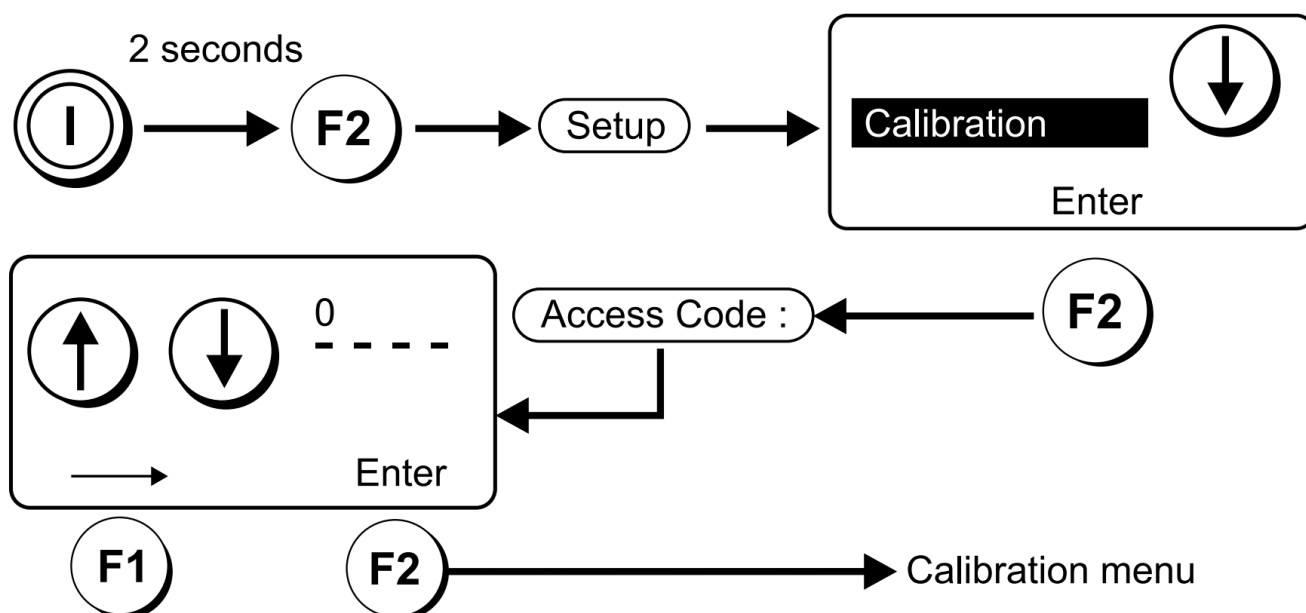 2 seconds
I
F2
Setup
Calibration
Enter
F2
Access Code :
0
- - - -
Enter
F1
F2
Calibration menu